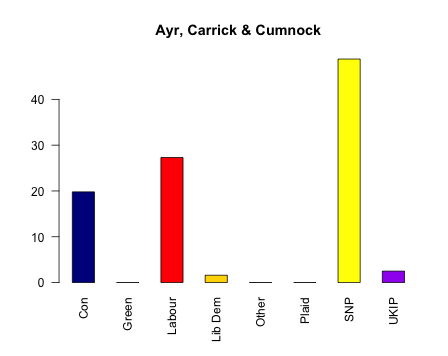 Ayr, Carrick & Cumnock
40
30
20
10
0
Con
Green
Labour
Lib Dem
Other
Plaid
SNP
UKIP